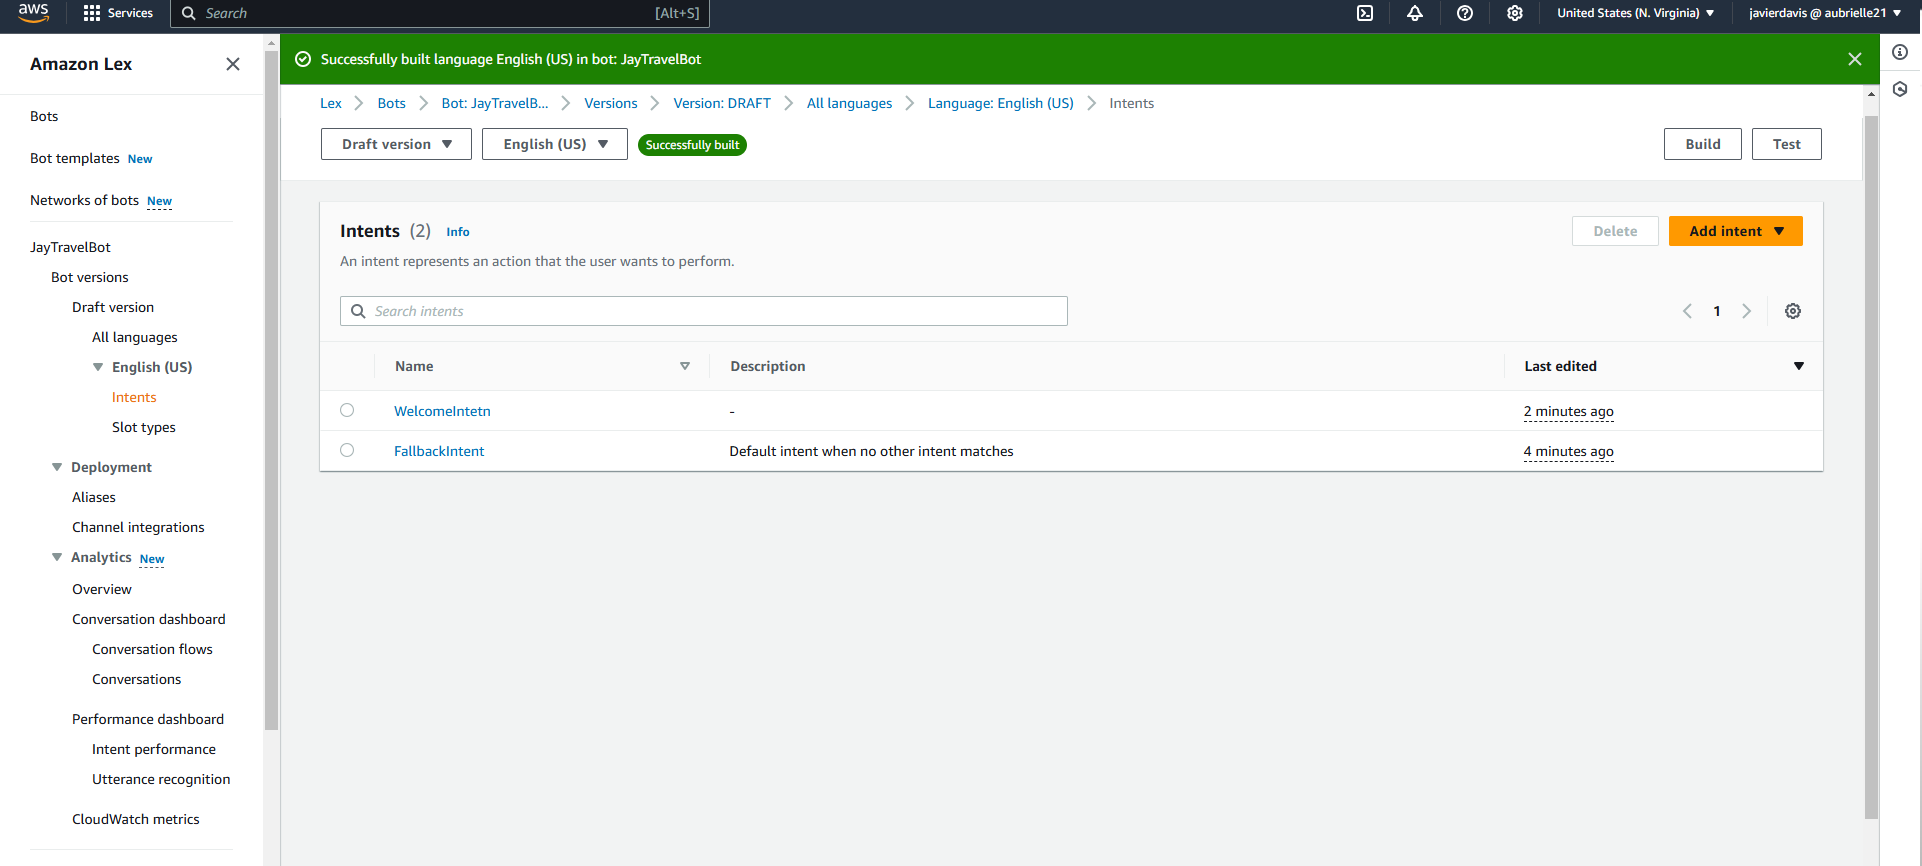 aws
Services
Search
[Alt+S]
United States (N. Virginia)
javierdavis @ aubrielle21
Amazon Lex
Bots
Bot templates New
Networks of bots New
JayTravelBot
Bot versions
Draft version
All languages
English (US)
Intents
Slot types
Deployment
Aliases
Channel integrations
Analytics New
Overview
Conversation dashboard
Conversation flows
Conversations
Performance dashboard
Intent performance
Utterance recognition
CloudWatch metrics
Successfully built language English (US) in bot: JayTravelBot
Lex > Bots > Bot: JayTravelB... > Versions > Version: DRAFT > All languages > Language: English (US) > Intents
Draft version
English (US)
Successfully built
Build
Test
Intents (2) Info
Delete
Add intent
An intent represents an action that the user wants to perform.
Search intents
1
Name Description Last edited
WelcomeIntetn - 2 minutes ago
FallbackIntent Default intent when no other intent matches 4 minutes ago